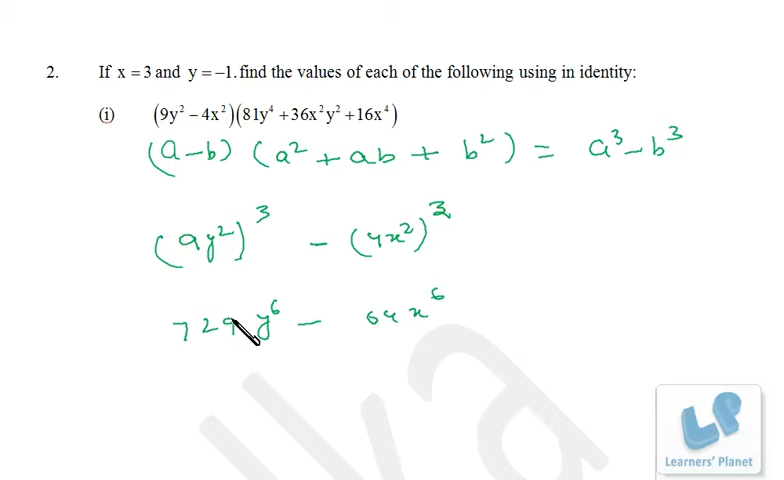 2. If x = 3 and y = −1. find the values of each of the following using in identity:
(i) (9y² − 4x²)(81y⁴ + 36x²y² + 16x⁴)
(a − b) (a² + ab + b²) = a³ − b³
(9y²)³ − (4x²)³
729y⁶ − 64x⁶
LP
Learners' Planet